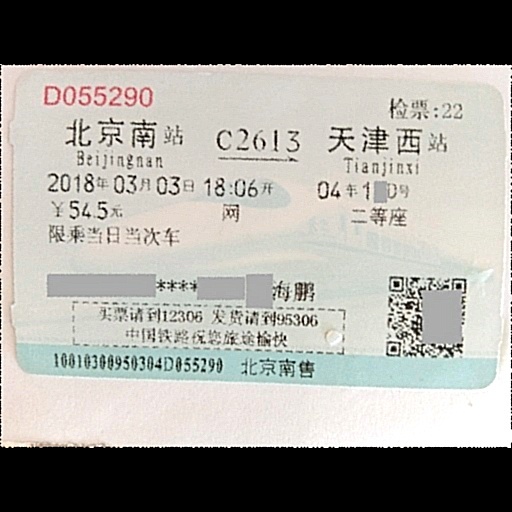 D055290
检票:22
北京南站 C2613 天津西站
Beijingnan Tianjinxi
2018年03月03日 18:06开 04车1 0号
￥54.5元 网 二等座
限乘当日当次车
**** 海鹏
买票请到12306 发货请到95306
中国铁路祝您旅途愉快
10010300950304D055290 北京南售